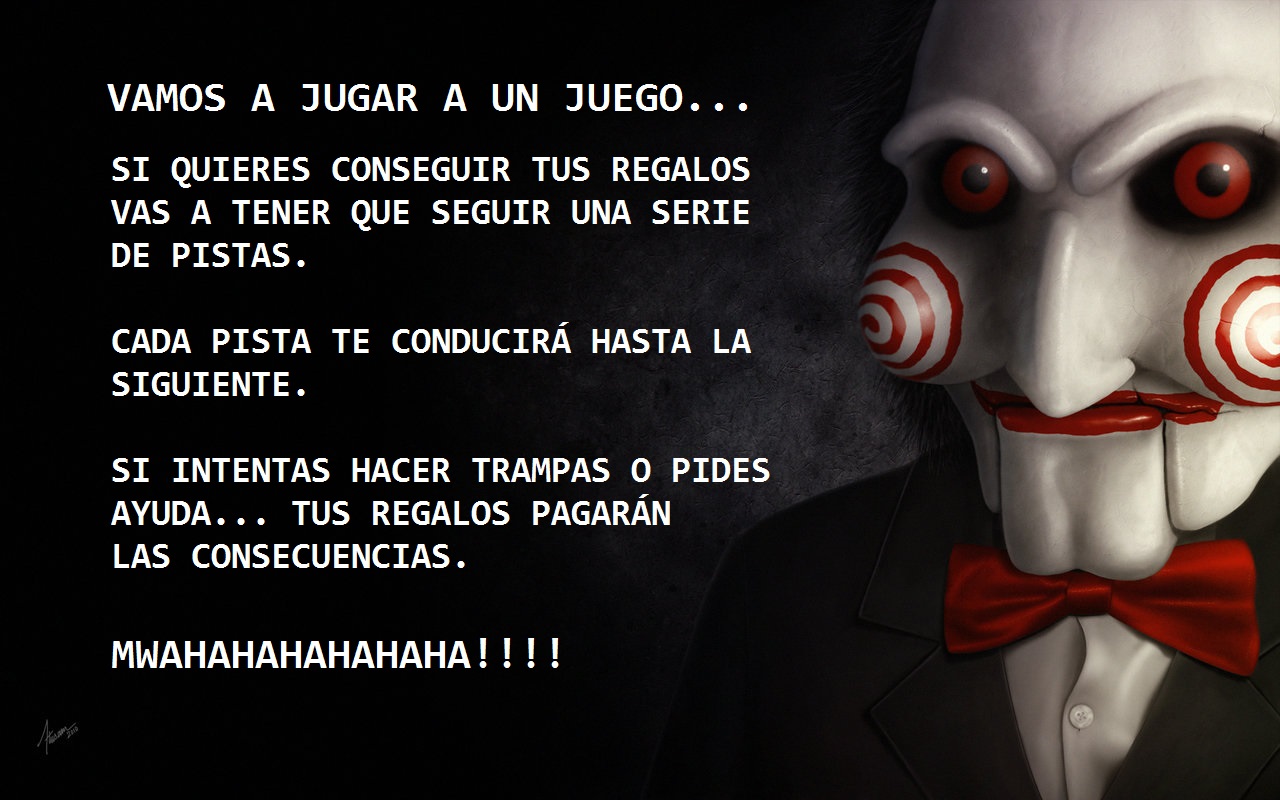 VAMOS A JUGAR A UN JUEGO...
SI QUIERES CONSEGUIR TUS REGALOS
VAS A TENER QUE SEGUIR UNA SERIE
DE PISTAS.
CADA PISTA TE CONDUCIRÁ HASTA LA
SIGUIENTE.
SI INTENTAS HACER TRAMPAS O PIDES
AYUDA... TUS REGALOS PAGARÁN
LAS CONSECUENCIAS.
MWAHAHAHAHAHAHA!!!!